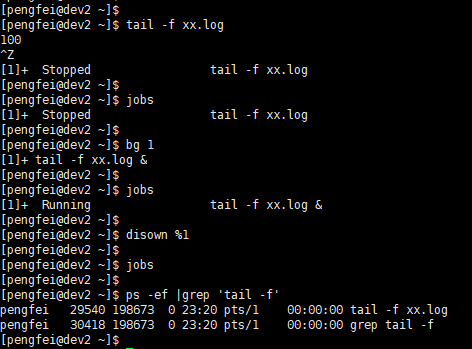 [pengfei@dev2 ~]$
[pengfei@dev2 ~]$ tail -f xx.log
100
^Z
[1]+  Stopped                 tail -f xx.log
[pengfei@dev2 ~]$
[pengfei@dev2 ~]$ jobs
[1]+  Stopped                 tail -f xx.log
[pengfei@dev2 ~]$
[pengfei@dev2 ~]$ bg 1
[1]+ tail -f xx.log &
[pengfei@dev2 ~]$
[pengfei@dev2 ~]$ jobs
[1]+  Running                 tail -f xx.log &
[pengfei@dev2 ~]$
[pengfei@dev2 ~]$ disown %1
[pengfei@dev2 ~]$
[pengfei@dev2 ~]$ jobs
[pengfei@dev2 ~]$
[pengfei@dev2 ~]$ ps -ef |grep 'tail -f'
pengfei   29540 198673  0 23:20 pts/1    00:00:00 tail -f xx.log
pengfei   30418 198673  0 23:20 pts/1    00:00:00 grep tail -f
[pengfei@dev2 ~]$